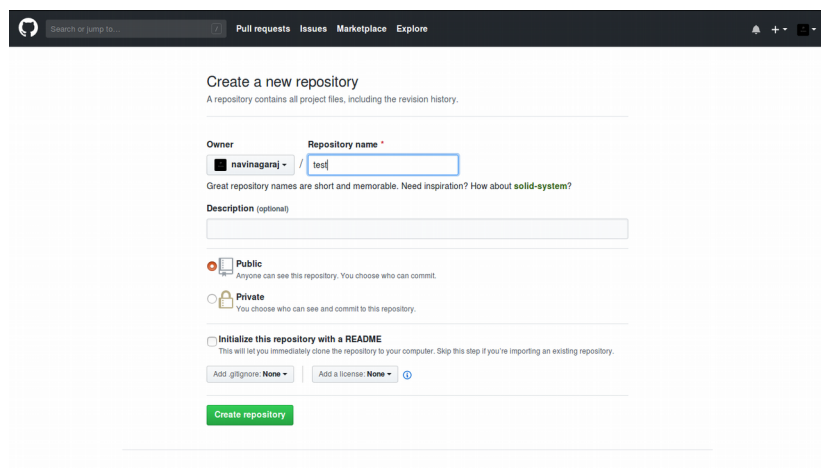 Search or jump to... /
Pull requests Issues Marketplace Explore
Create a new repository
A repository contains all project files, including the revision history.
Owner Repository name *
navinagaraj / test
Great repository names are short and memorable. Need inspiration? How about solid-system?
Description (optional)
Public
Anyone can see this repository. You choose who can commit.
Private
You choose who can see and commit to this repository.
Initialize this repository with a README
This will let you immediately clone the repository to your computer. Skip this step if you're importing an existing repository.
Add .gitignore: None Add a license: None
Create repository